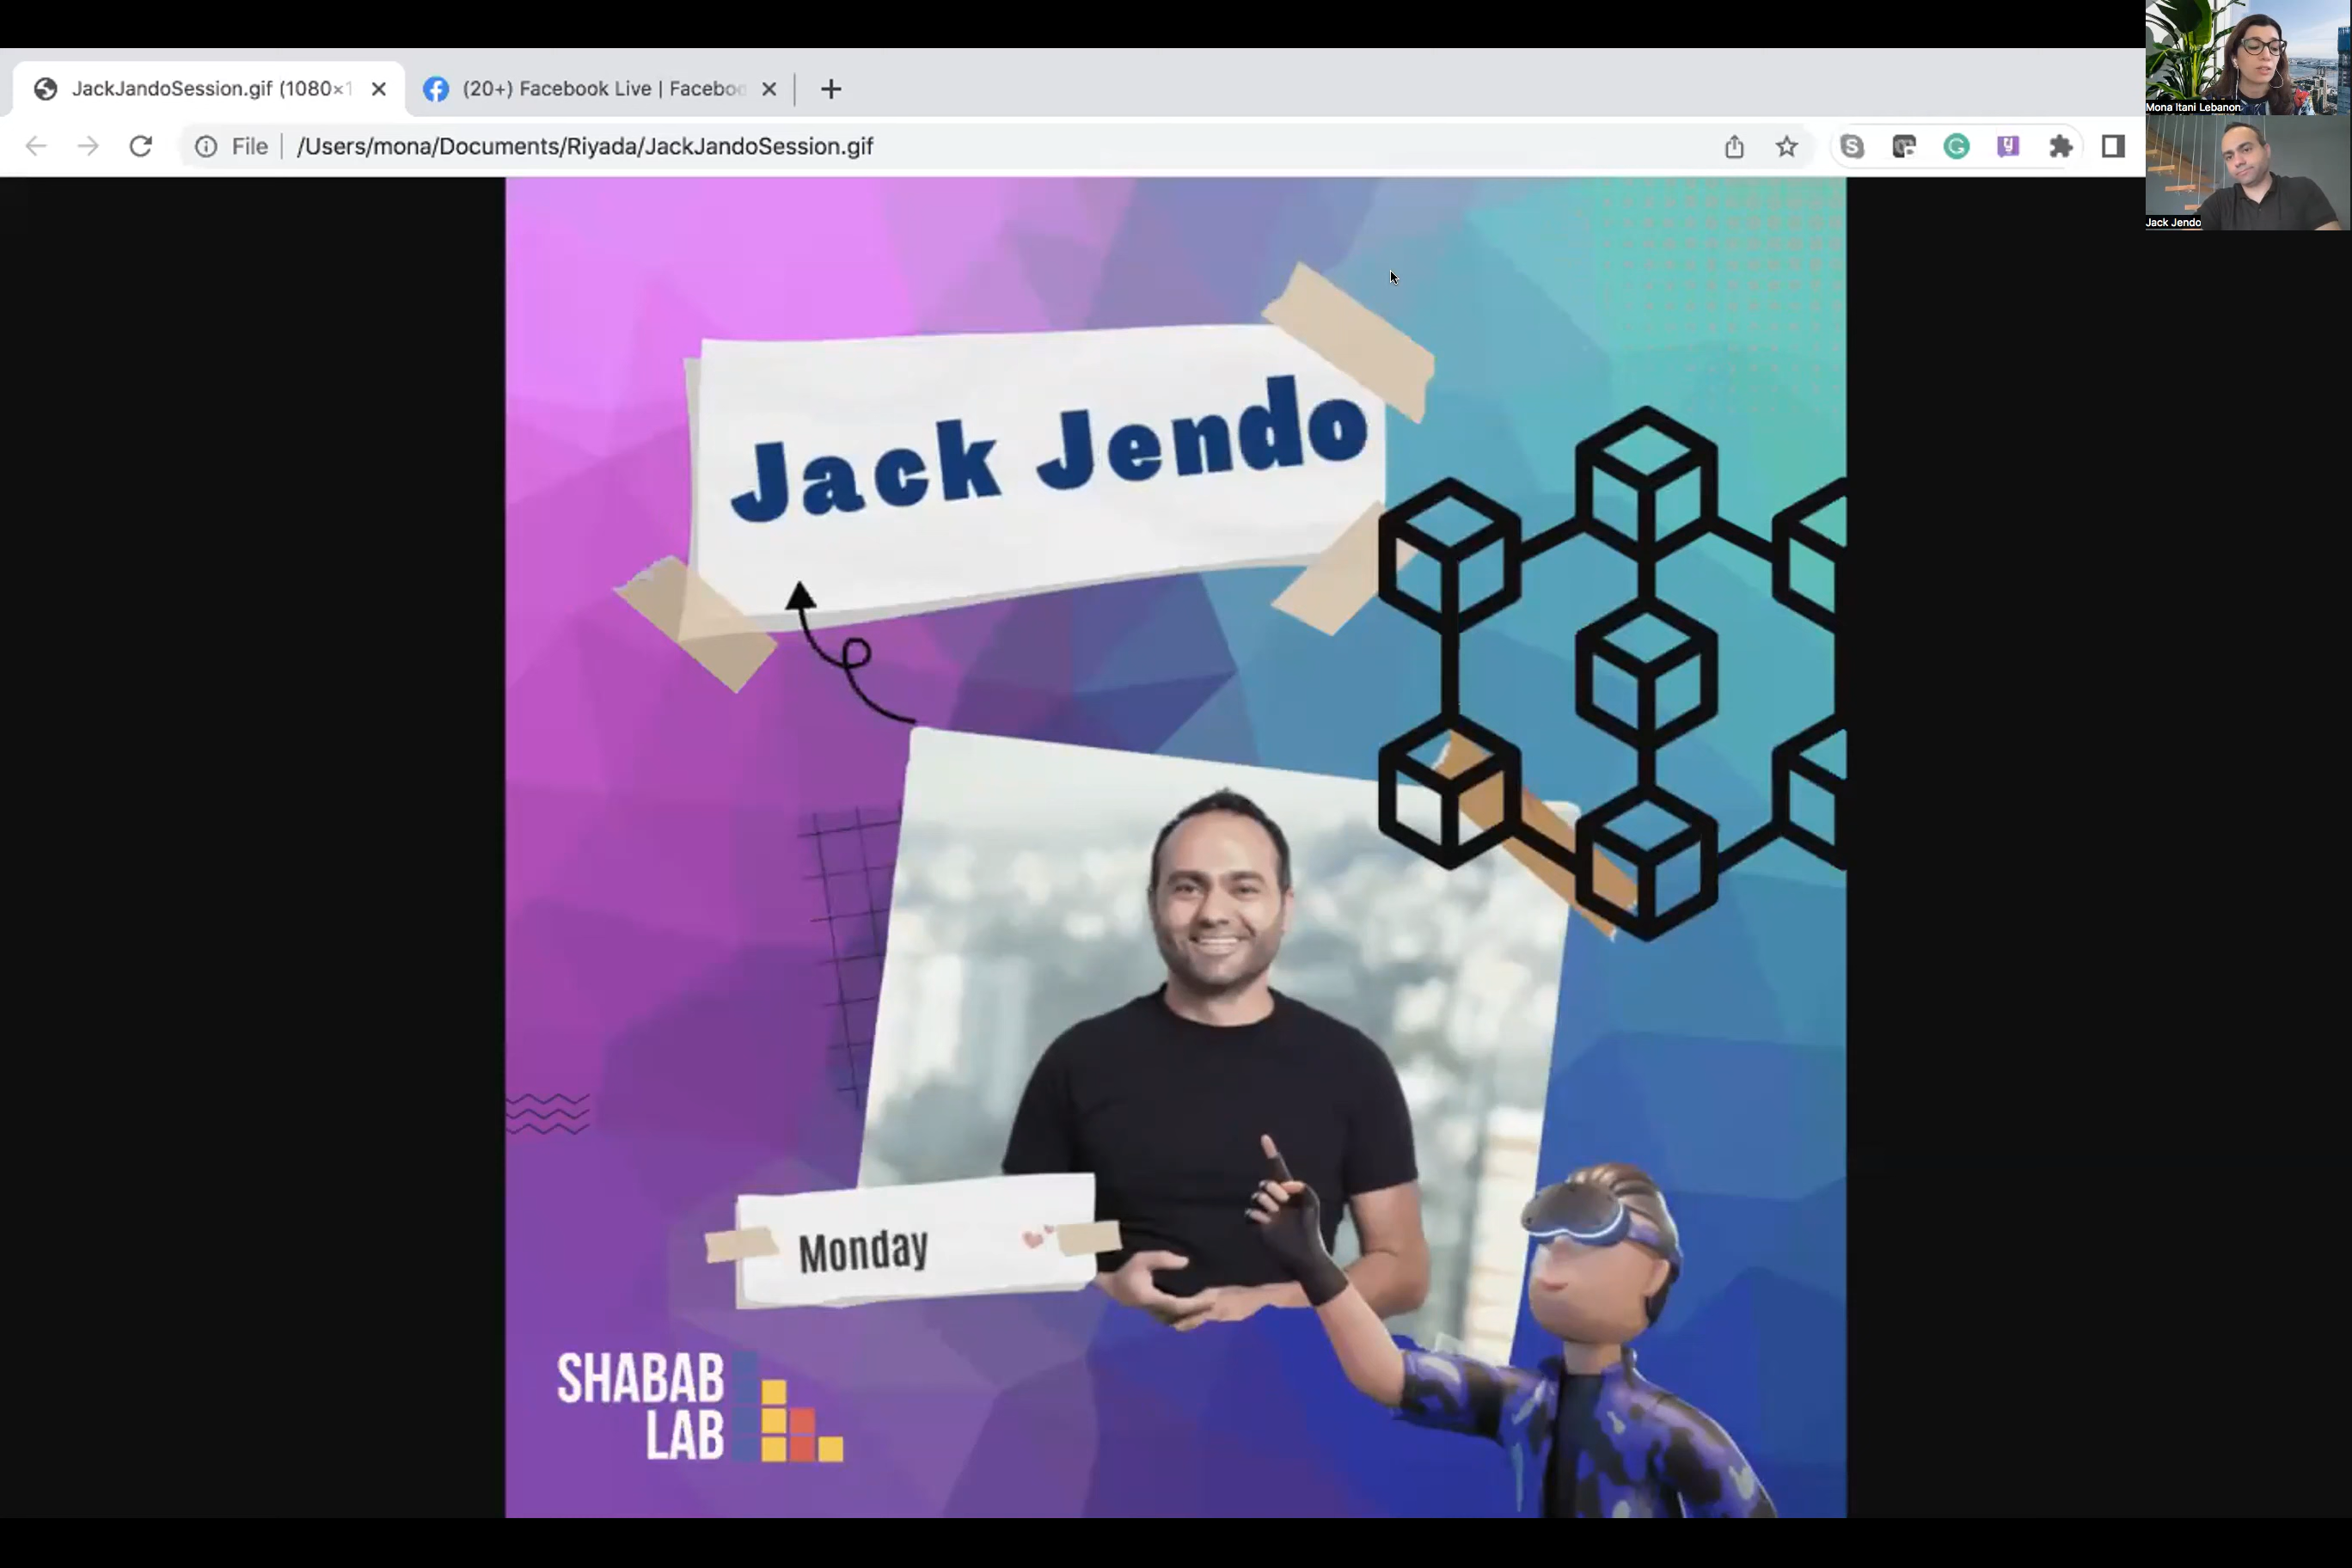 JackJandoSession.gif (1080×1
(20+) Facebook Live | Faceboo
File
/Users/mona/Documents/Riyada/JackJandoSession.gif
Mona Itani Lebanon
Jack Jendo
Jack Jendo
Monday
SHABAB
LAB